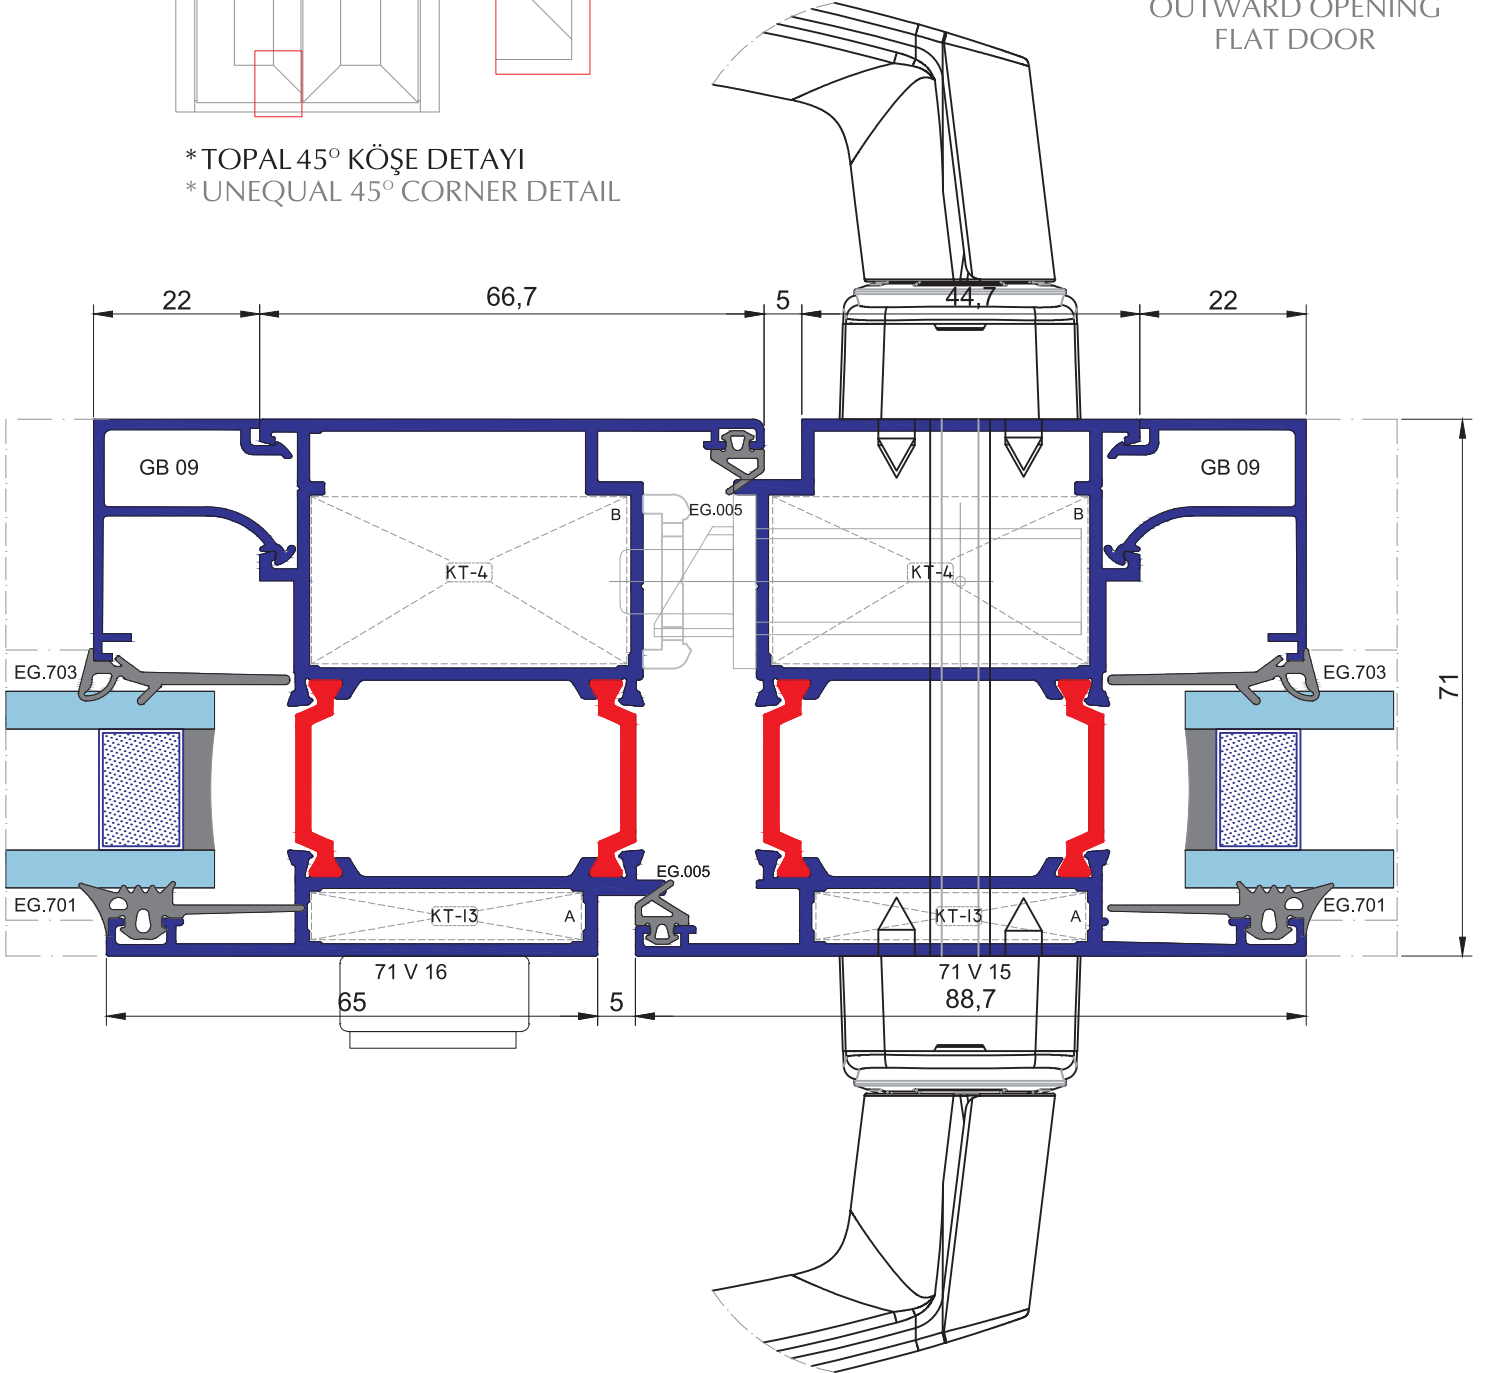 OUTWARD OPENING
FLAT DOOR
* TOPAL 45° KÖŞE DETAYI
* UNEQUAL 45° CORNER DETAIL
22
66,7
5
44,7
22
GB 09
GB 09
EG.005
B
B
KT-4
KT-4
EG.703
EG.703
71
EG.005
EG.701
KT-13
A
KT-13
A
EG.701
71 V 16
71 V 15
65
5
88,7